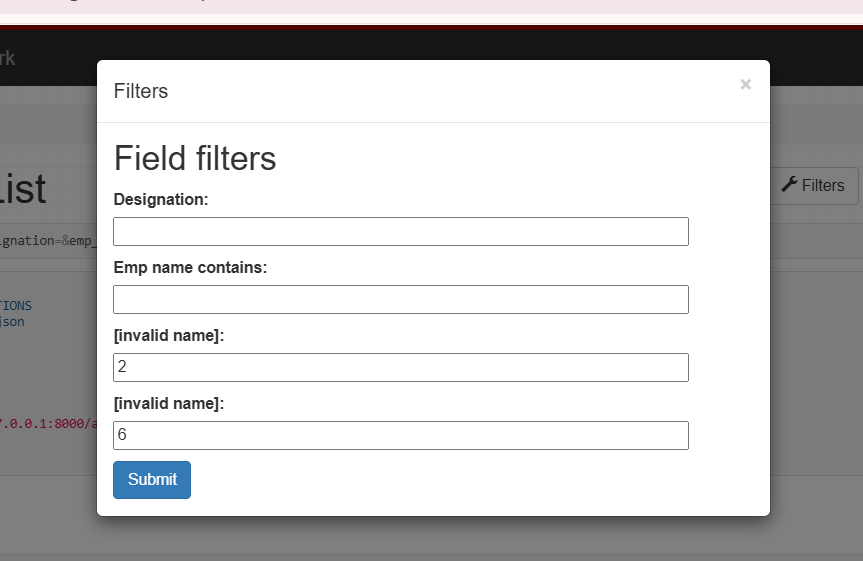 rk
Filters
×
Field filters
Designation:
List
Filters
Emp name contains:
ignation=&emp_
[invalid name]:
TIONS
json
2
[invalid name]:
7.0.0.1:8000/a
6
Submit